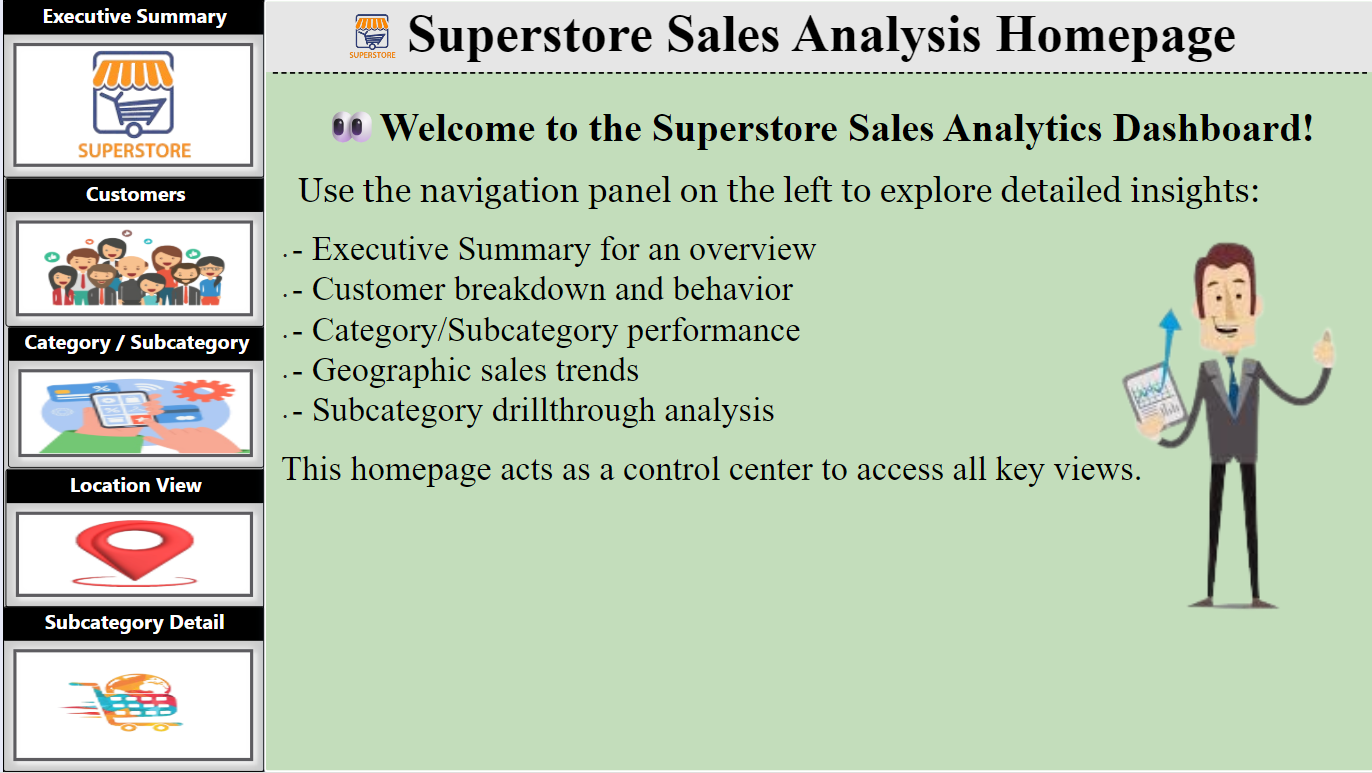 Executive Summary
SUPERSTORE
Customers
Category / Subcategory
%
Location View
Subcategory Detail
SUPERSTORE
Superstore Sales Analysis Homepage
👀 Welcome to the Superstore Sales Analytics Dashboard!
Use the navigation panel on the left to explore detailed insights:
.- Executive Summary for an overview
.- Customer breakdown and behavior
.- Category/Subcategory performance
.- Geographic sales trends
.- Subcategory drillthrough analysis
This homepage acts as a control center to access all key views.